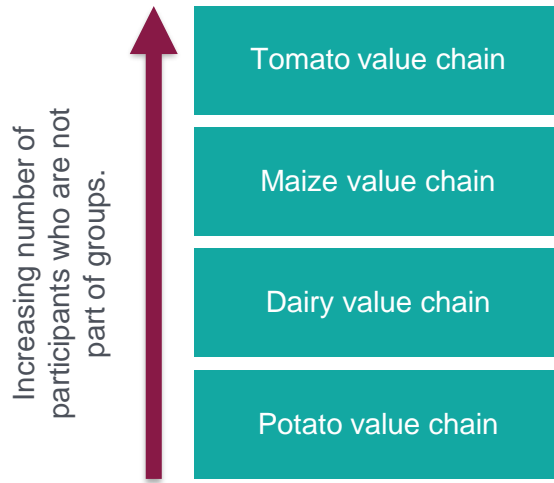 Increasing number of
participants who are not
part of groups.
Tomato value chain
Maize value chain
Dairy value chain
Potato value chain